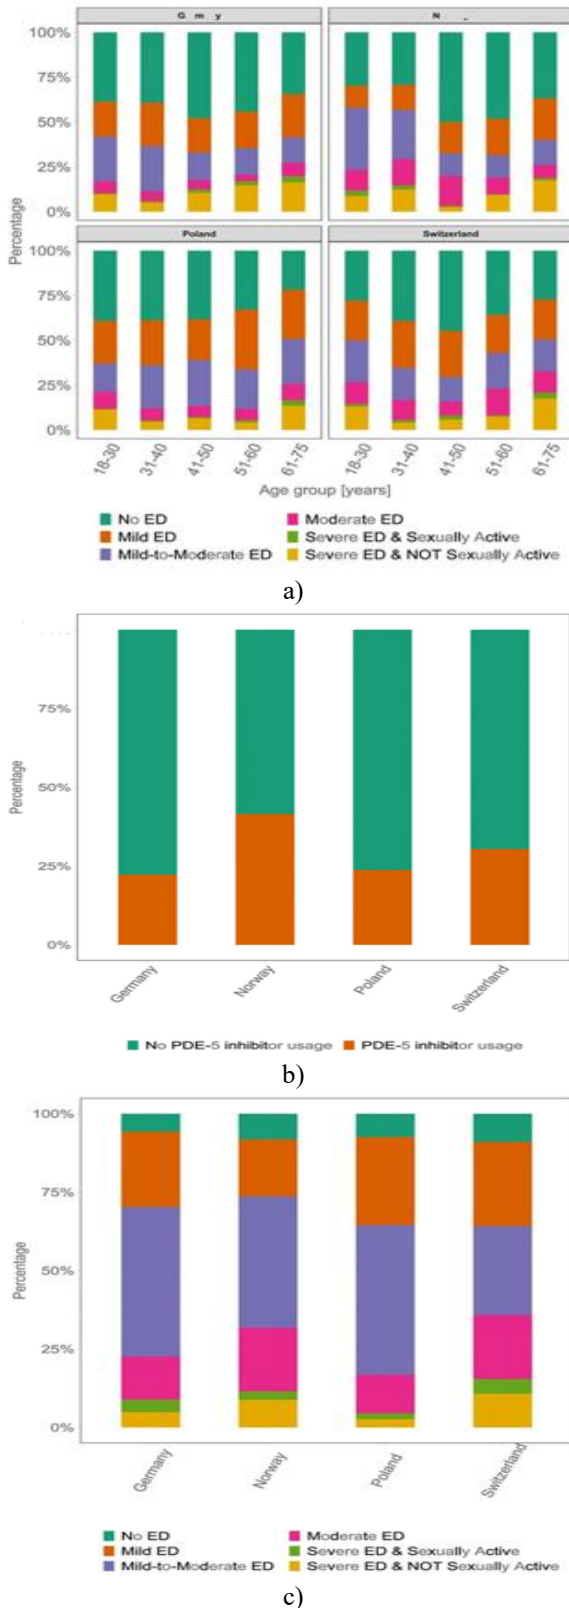 100%
75%
50%
25%
0%
Percentage
Poland
Switzerland
100%
75%
50%
25%
0%
18-30
31-40
41-50
51-60
61-75
18-30
31-40
41-50
51-60
61-75
Age group [years]
No ED
Moderate ED
Mild ED
Severe ED & Sexually Active
Mild-to-Moderate ED
Severe ED & NOT Sexually Active
a)
75%
50%
25%
0%
Percentage
Germany
Norway
Poland
Switzerland
No PDE-5 inhibitor usage
PDE-5 inhibitor usage
b)
100%
75%
50%
25%
0%
Percentage
Germany
Norway
Poland
Switzerland
No ED
Moderate ED
Mild ED
Severe ED & Sexually Active
Mild-to-Moderate ED
Severe ED & NOT Sexually Active
c)